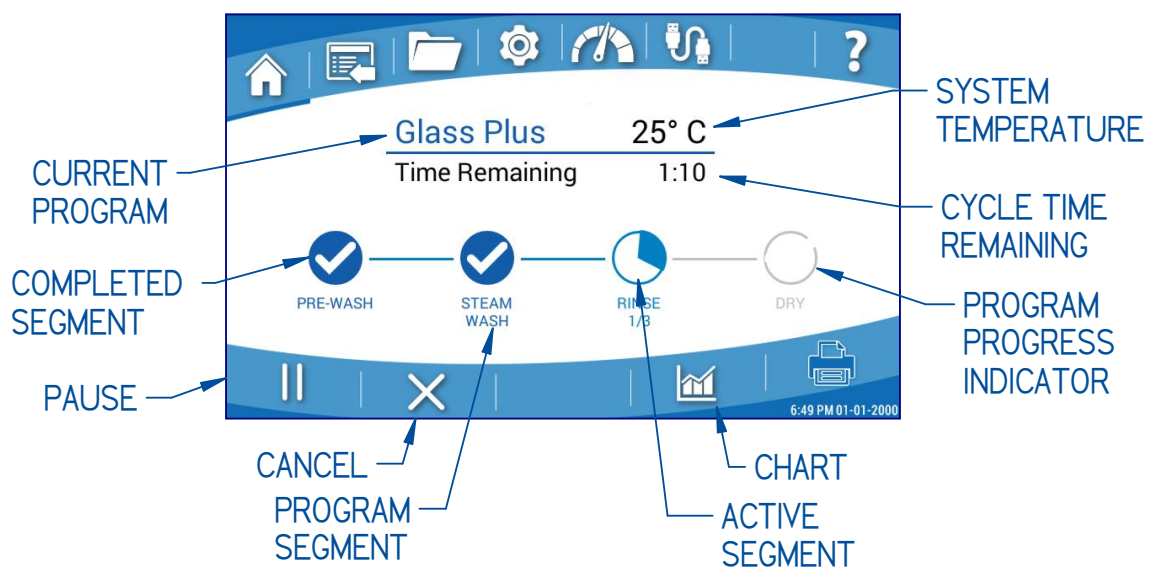 ?
SYSTEM
TEMPERATURE
Glass Plus 25° C
Time Remaining 1:10
CURRENT
PROGRAM
CYCLE TIME
REMAINING
COMPLETED
SEGMENT
PRE-WASH
STEAM
WASH
RINSE
1/3
DRY
PROGRAM
PROGRESS
INDICATOR
PAUSE
6:49 PM 01-01-2000
CANCEL
CHART
PROGRAM
SEGMENT
ACTIVE
SEGMENT